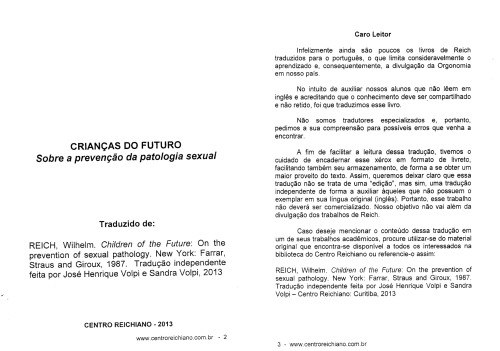 CRIANÇAS DO FUTURO
Sobre a prevenção da patologia sexual
Traduzido de:
REICH, Wilhelm. Children of the Future: On the
prevention of sexual pathology. New York: Farrar,
Straus and Giroux, 1987. Tradução independente
feita por José Henrique Volpi e Sandra Volpi, 2013
CENTRO REICHIANO - 2013
www.centroreichiano.com.br - 2
Caro Leitor
Infelizmente ainda são poucos os livros de Reich
traduzidos para o português, o que limita consideravelmente o
aprendizado e, consequentemente, a divulgação da Orgonomia
em nosso país.
No intuito de auxiliar nossos alunos que não lêem em
inglês e acreditando que o conhecimento deve ser compartilhado
e não retido, foi que traduzimos esse livro.
Não somos tradutores especializados e, portanto,
pedimos a sua compreensão para possíveis erros que venha a
encontrar.
A fim de facilitar a leitura dessa tradução, tivemos o
cuidado de encadernar esse xérox em formato de livreto,
facilitando também seu armazenamento, de forma a se obter um
maior proveito do texto. Assim, queremos deixar claro que essa
tradução não se trata de uma "edição", mas sim, uma tradução
independente de forma a auxiliar àqueles que não possuem o
exemplar em sua língua original (inglês). Portanto, esse trabalho
não deverá ser comercializado. Nosso objetivo não vai além da
divulgação dos trabalhos de Reich.
Caso deseje mencionar o conteúdo dessa tradução em
um de seus trabalhos acadêmicos, procure utilizar-se do material
original que encontra-se disponível a todos os interessados na
biblioteca do Centro Reichiano ou referencie-o assim:
REICH, Wilhelm. Children of the Future: On the prevention of
sexual pathology. New York: Farrar, Straus and Giroux, 1987.
Tradução independente feita por José Henrique Volpi e Sandra
Volpi – Centro Reichiano: Curitiba, 2013
3 - www.centroreichiano.com.br